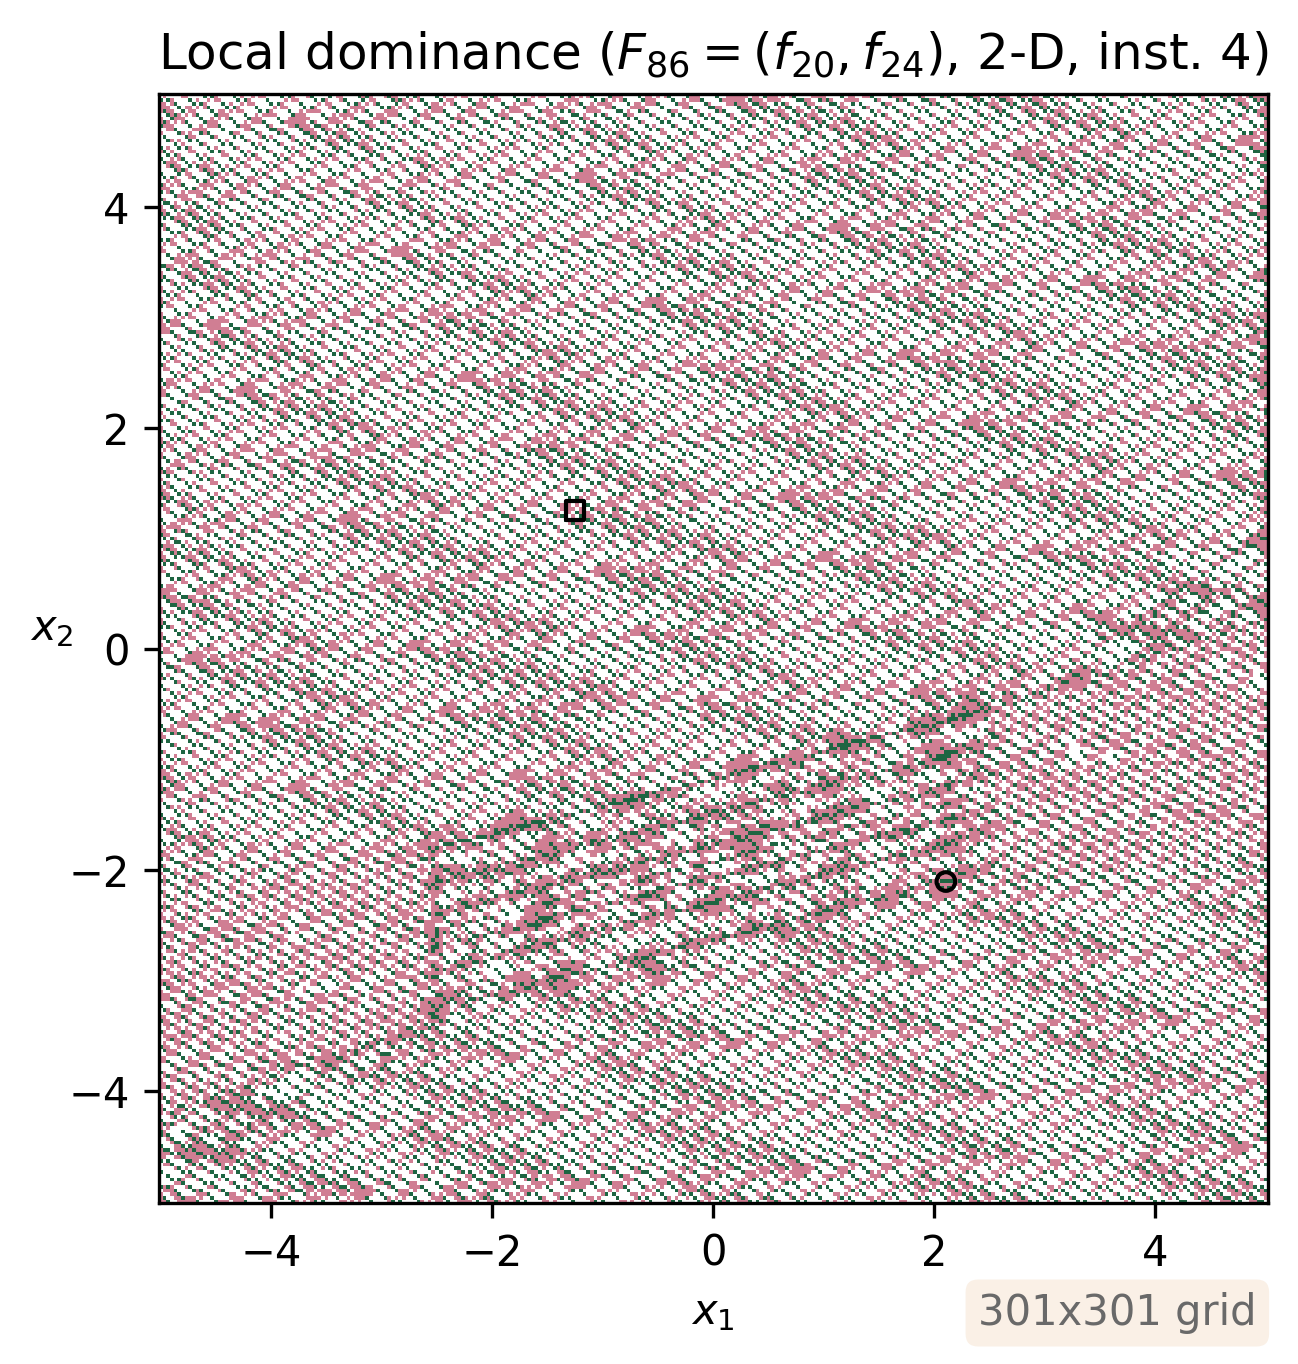 Local dominance (F₈₆ = (f₂₀, f₂₄), 2-D, inst. 4)
4
2
x₂
0
−2
−4
−4 −2 0 2 4
x₁
301x301 grid